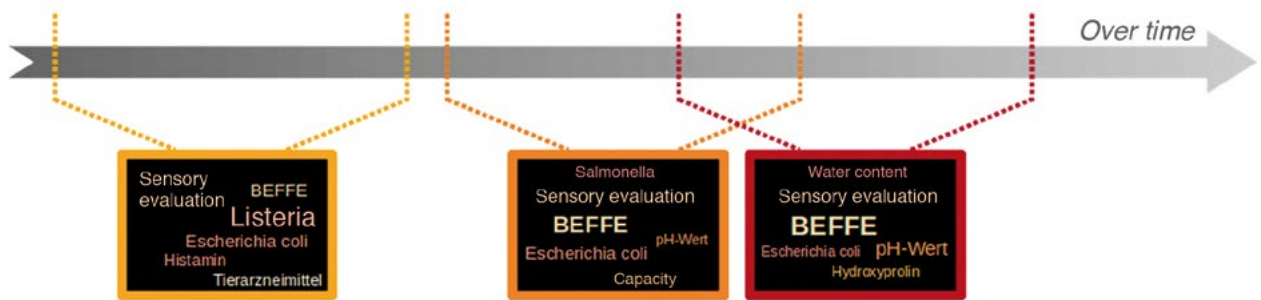 Over time
Sensory
evaluation
BEFFE
Listeria
Escherichia coli
Histamin
Tierarzneimittel
Salmonella
Sensory evaluation
BEFFE
pH-Wert
Escherichia coli
Capacity
Water content
Sensory evaluation
BEFFE
Escherichia coli
pH-Wert
Hydroxyprolin